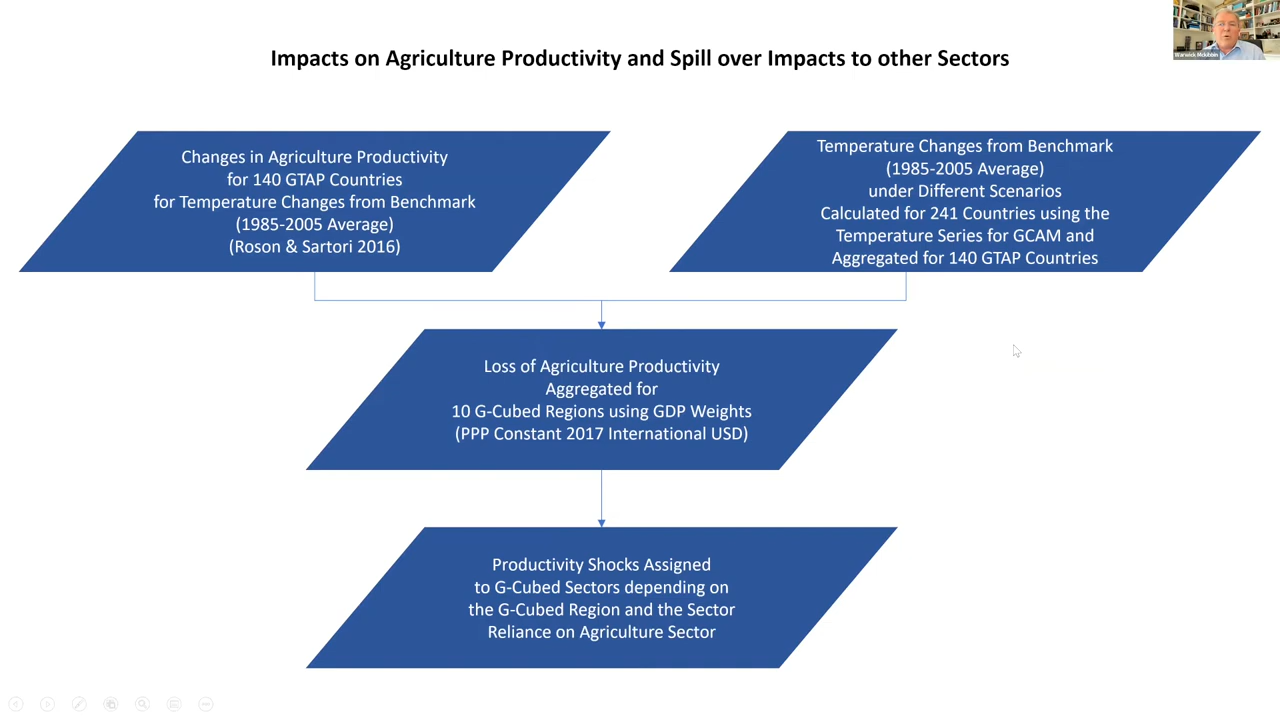 Impacts on Agriculture Productivity and Spill over Impacts to other Sectors
Warwick McKibbin
Changes in Agriculture Productivity
for 140 GTAP Countries
for Temperature Changes from Benchmark
(1985-2005 Average)
(Roson & Sartori 2016)
Temperature Changes from Benchmark
(1985-2005 Average)
under Different Scenarios
Calculated for 241 Countries using the
Temperature Series for GCAM and
Aggregated for 140 GTAP Countries
Loss of Agriculture Productivity
Aggregated for
10 G-Cubed Regions using GDP Weights
(PPP Constant 2017 International USD)
Productivity Shocks Assigned
to G-Cubed Sectors depending on
the G-Cubed Region and the Sector
Reliance on Agriculture Sector